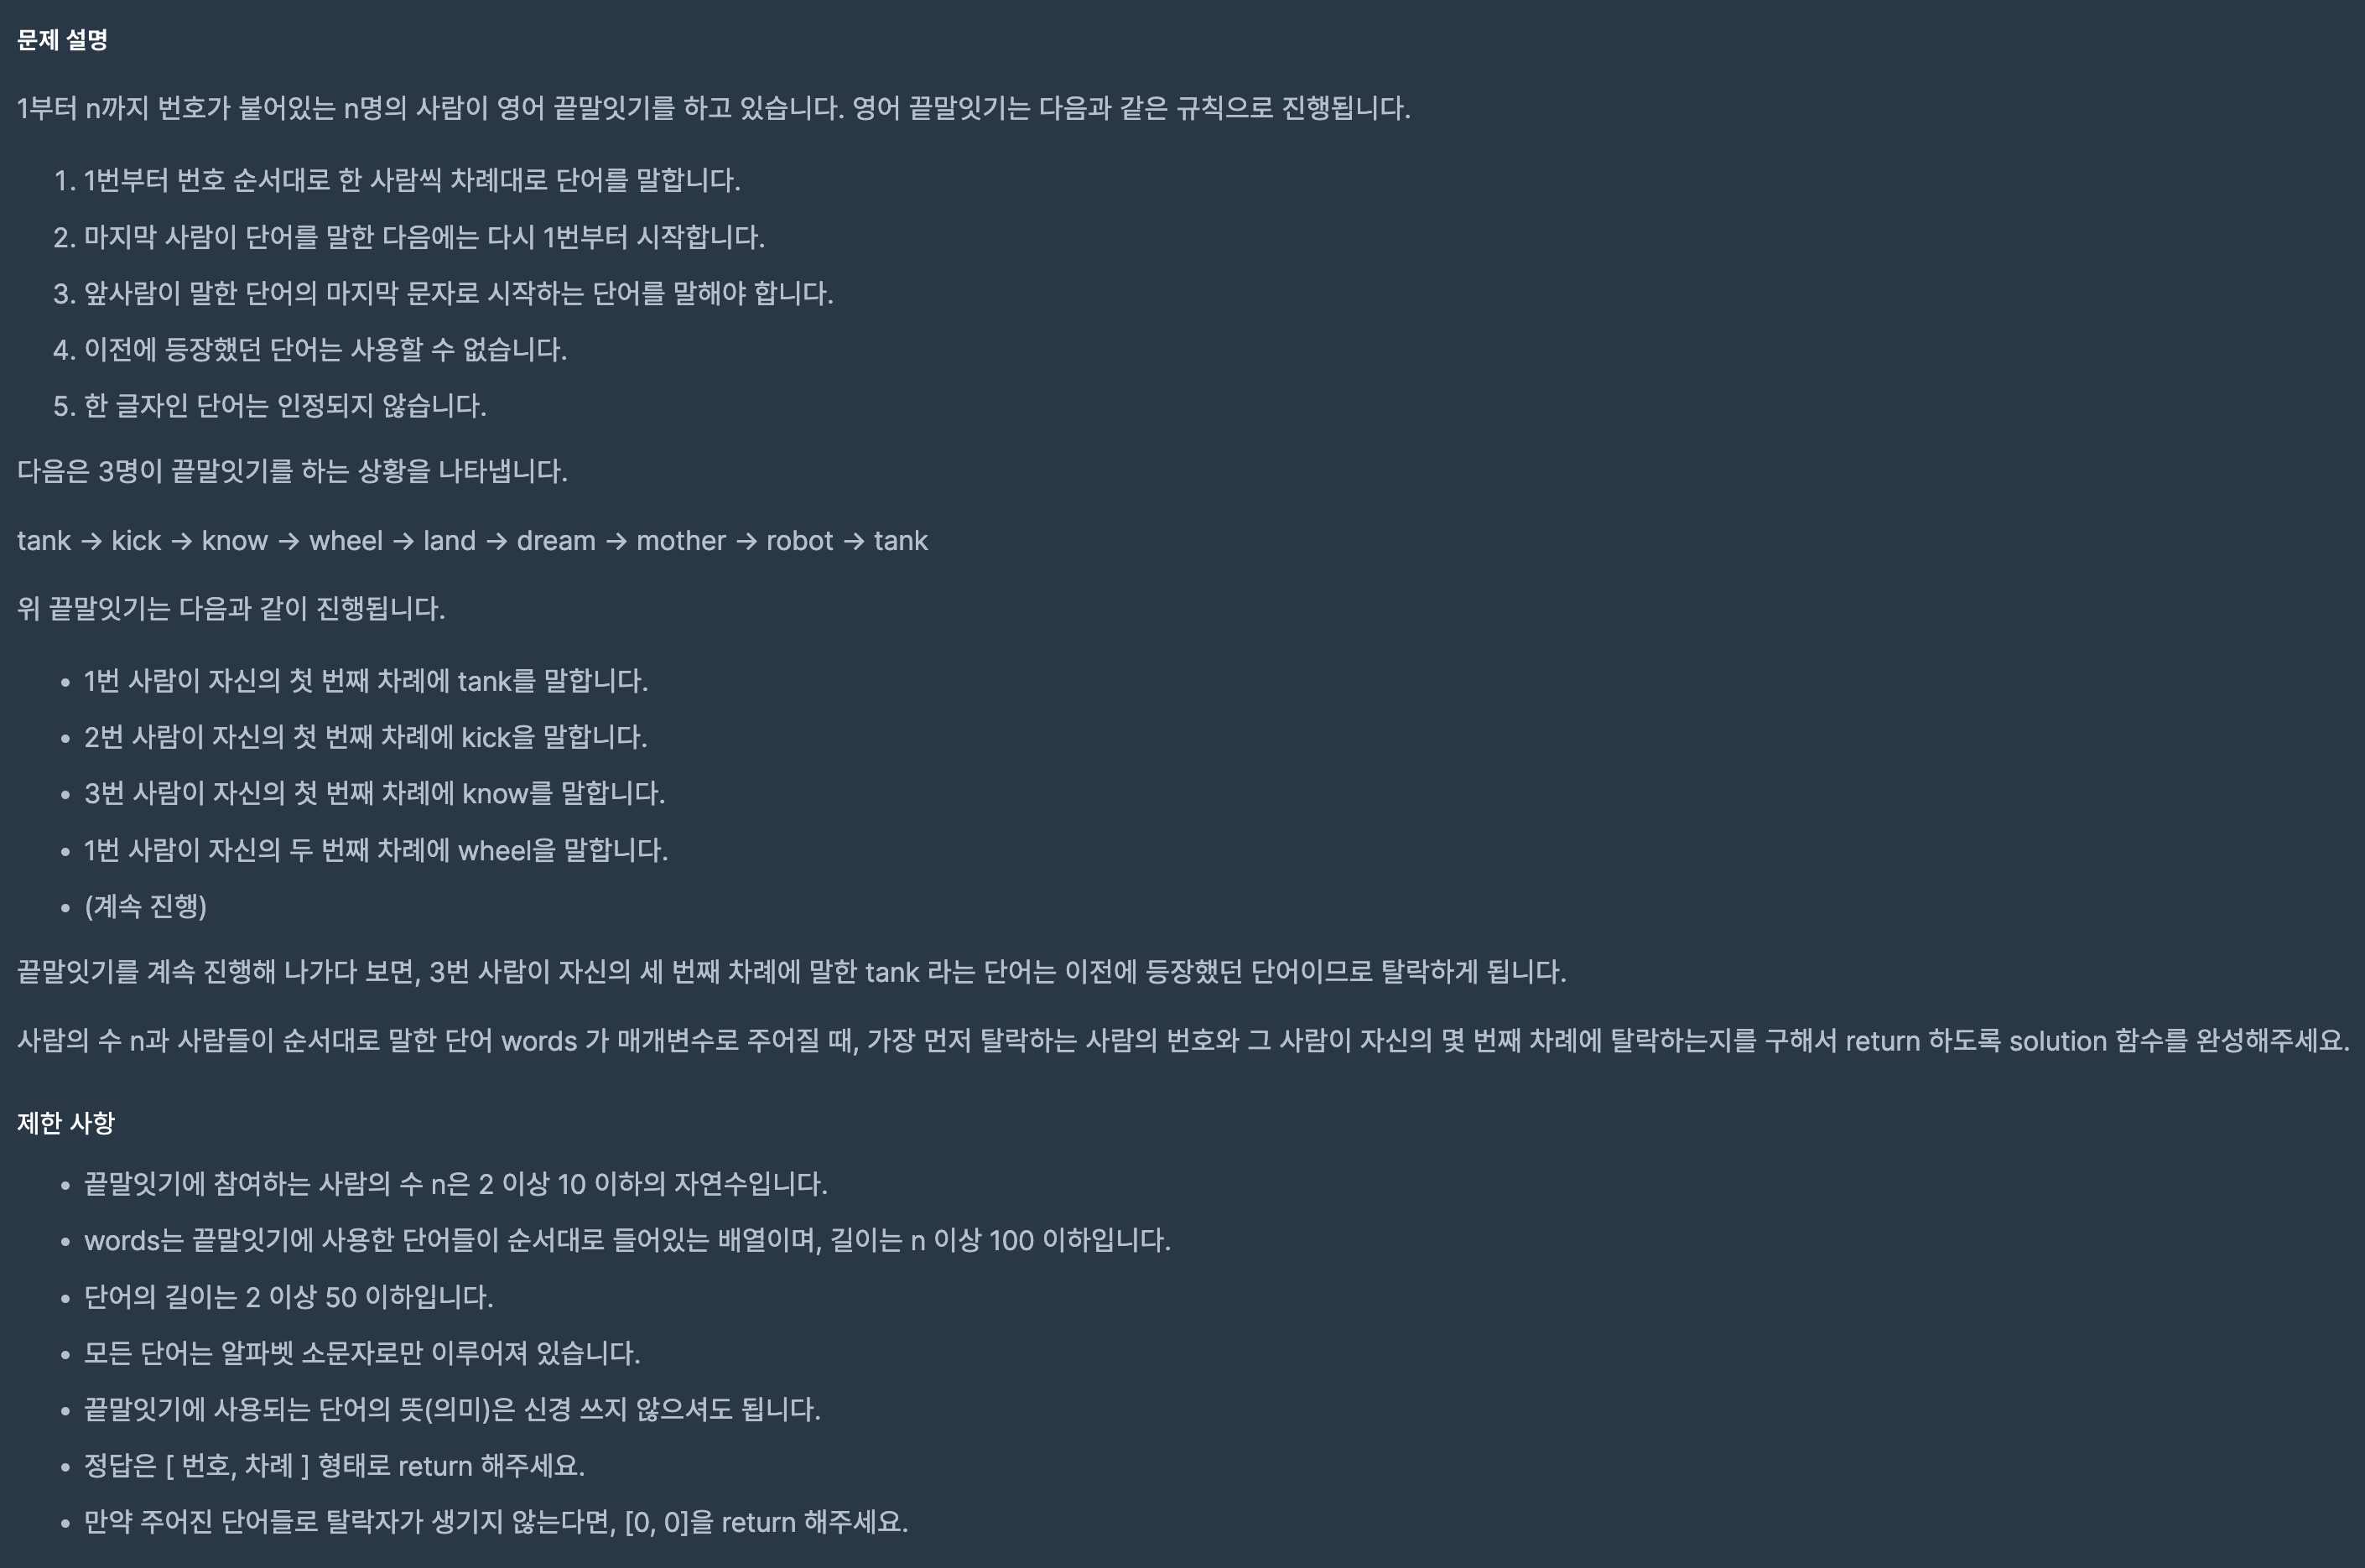 문제 설명
1부터 n까지 번호가 붙어있는 n명의 사람이 영어 끝말잇기를 하고 있습니다. 영어 끝말잇기는 다음과 같은 규칙으로 진행됩니다.
1. 1번부터 번호 순서대로 한 사람씩 차례대로 단어를 말합니다.
2. 마지막 사람이 단어를 말한 다음에는 다시 1번부터 시작합니다.
3. 앞사람이 말한 단어의 마지막 문자로 시작하는 단어를 말해야 합니다.
4. 이전에 등장했던 단어는 사용할 수 없습니다.
5. 한 글자인 단어는 인정되지 않습니다.
다음은 3명이 끝말잇기를 하는 상황을 나타냅니다.
tank → kick → know → wheel → land → dream → mother → robot → tank
위 끝말잇기는 다음과 같이 진행됩니다.
• 1번 사람이 자신의 첫 번째 차례에 tank를 말합니다.
• 2번 사람이 자신의 첫 번째 차례에 kick을 말합니다.
• 3번 사람이 자신의 첫 번째 차례에 know를 말합니다.
• 1번 사람이 자신의 두 번째 차례에 wheel을 말합니다.
• (계속 진행)
끝말잇기를 계속 진행해 나가다 보면, 3번 사람이 자신의 세 번째 차례에 말한 tank 라는 단어는 이전에 등장했던 단어이므로 탈락하게 됩니다.
사람의 수 n과 사람들이 순서대로 말한 단어 words 가 매개변수로 주어질 때, 가장 먼저 탈락하는 사람의 번호와 그 사람이 자신의 몇 번째 차례에 탈락하는지를 구해서 return 하도록 solution 함수를 완성해주세요.
제한 사항
• 끝말잇기에 참여하는 사람의 수 n은 2 이상 10 이하의 자연수입니다.
• words는 끝말잇기에 사용한 단어들이 순서대로 들어있는 배열이며, 길이는 n 이상 100 이하입니다.
• 단어의 길이는 2 이상 50 이하입니다.
• 모든 단어는 알파벳 소문자로만 이루어져 있습니다.
• 끝말잇기에 사용되는 단어의 뜻(의미)은 신경 쓰지 않으셔도 됩니다.
• 정답은 [ 번호, 차례 ] 형태로 return 해주세요.
• 만약 주어진 단어들로 탈락자가 생기지 않는다면, [0, 0]을 return 해주세요.